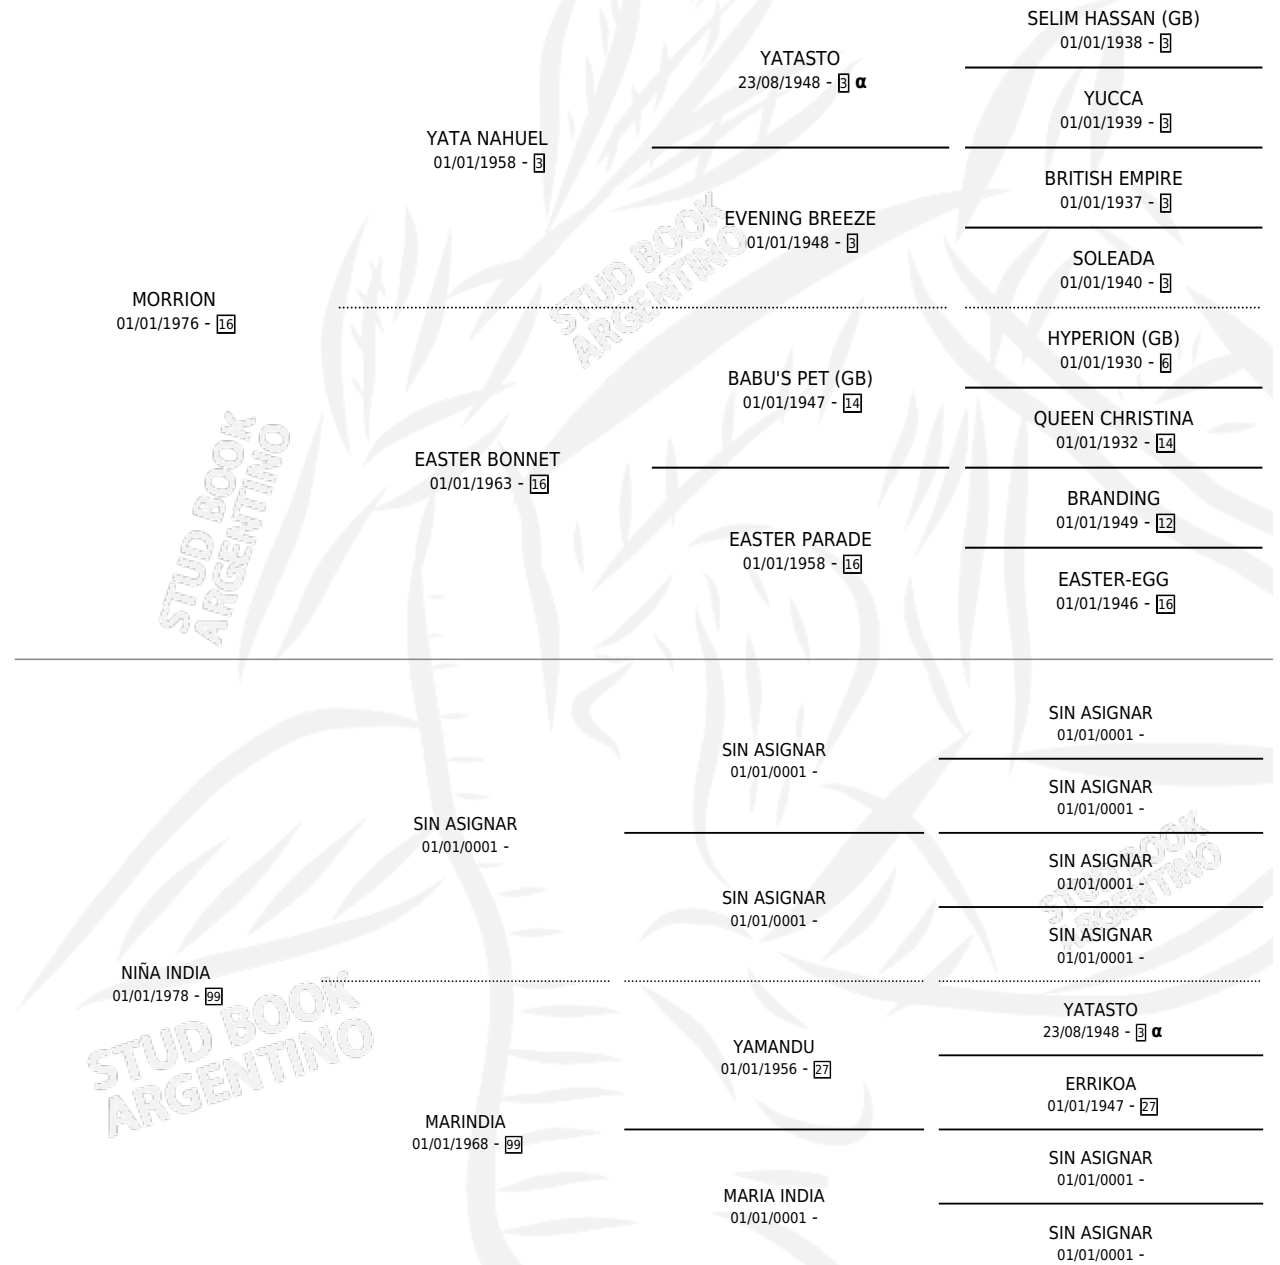 SELIM HASSAN (GB)
01/01/1938 - 3
YATASTO
23/08/1948 - 3 α
YUCCA
01/01/1939 - 3
YATA NAHUEL
01/01/1958 - 3
BRITISH EMPIRE
01/01/1937 - 3
EVENING BREEZE
01/01/1948 - 3
SOLEADA
01/01/1940 - 3
STUD BOOK
ARGENTINO
MORRION
01/01/1976 - 16
HYPERION (GB)
01/01/1930 - 6
BABU'S PET (GB)
01/01/1947 - 14
QUEEN CHRISTINA
01/01/1932 - 14
EASTER BONNET
01/01/1963 - 16
BRANDING
01/01/1949 - 12
EASTER PARADE
01/01/1958 - 16
EASTER-EGG
01/01/1946 - 16
STUD BOOK
ARGENTINO
SIN ASIGNAR
01/01/0001 -
SIN ASIGNAR
01/01/0001 -
SIN ASIGNAR
01/01/0001 -
SIN ASIGNAR
01/01/0001 -
SIN ASIGNAR
01/01/0001 -
SIN ASIGNAR
01/01/0001 -
SIN ASIGNAR
01/01/0001 -
STUD BOOK
ARGENTINO
NIÑA INDIA
01/01/1978 - 99
YATASTO
23/08/1948 - 3 α
YAMANDU
01/01/1956 - 27
ERRIKOA
01/01/1947 - 27
STUD BOOK
ARGENTINO
MARINDIA
01/01/1968 - 99
SIN ASIGNAR
01/01/0001 -
MARIA INDIA
01/01/0001 -
SIN ASIGNAR
01/01/0001 -